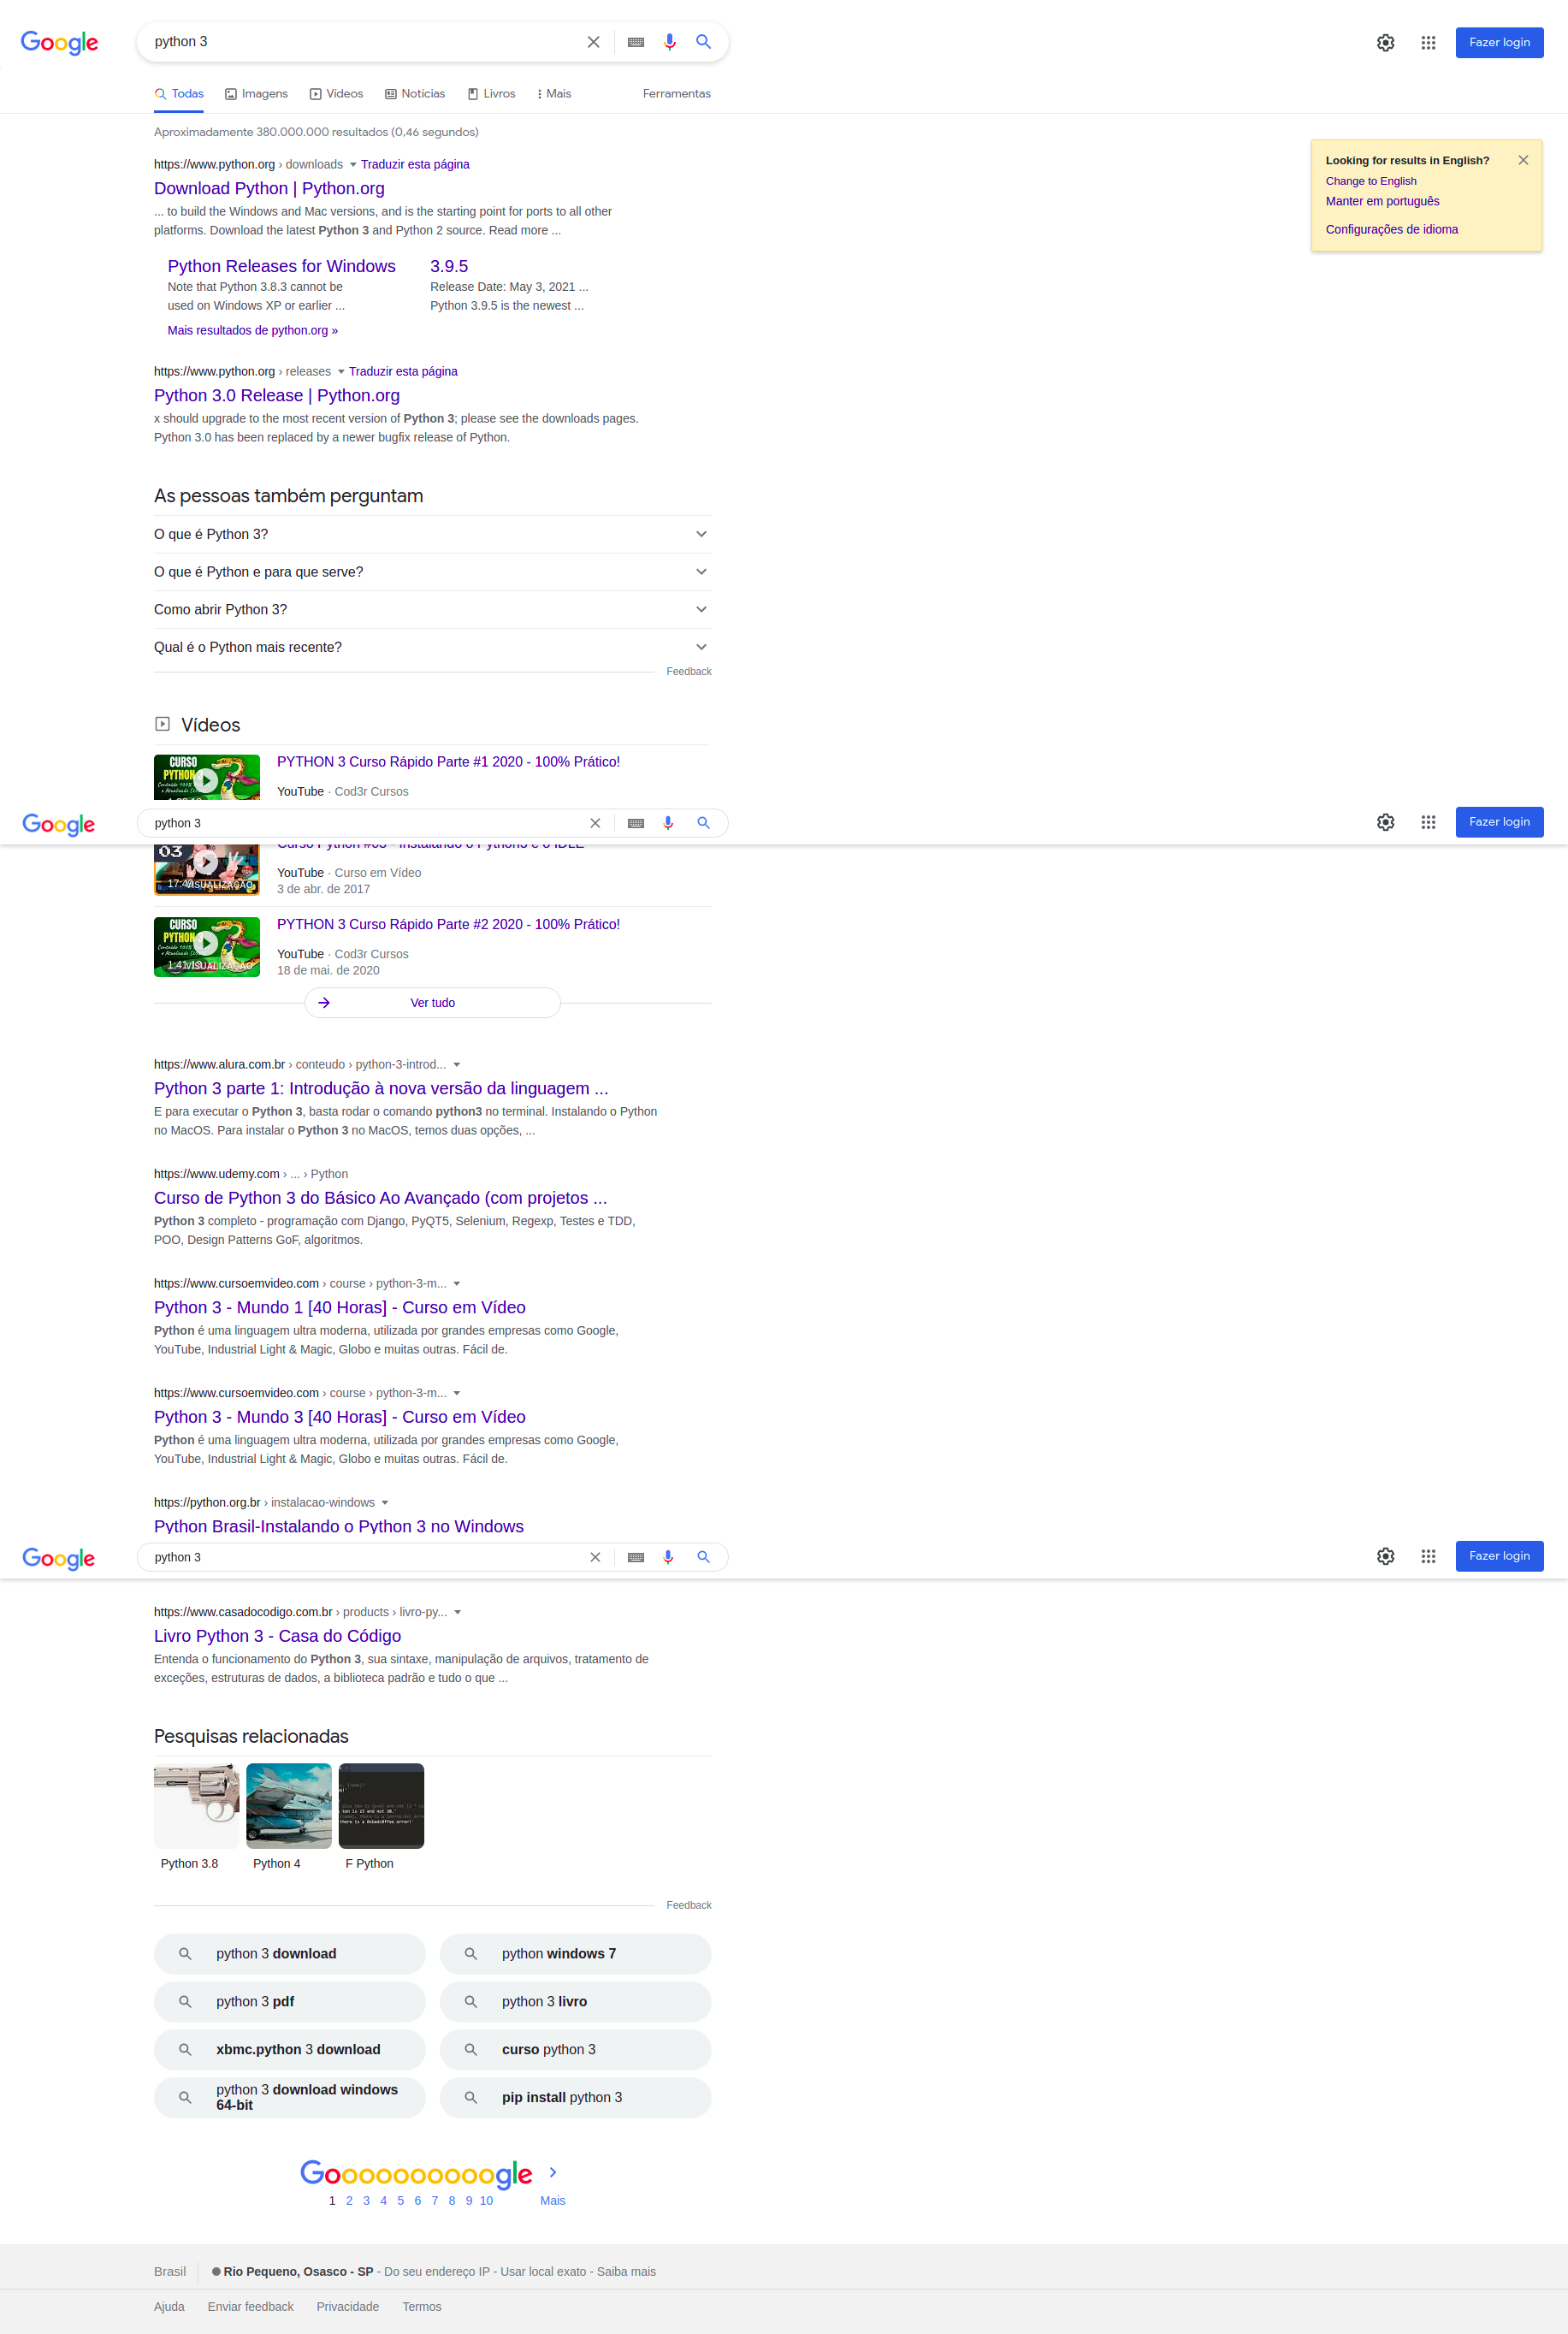 Google
python 3
Fazer login
Todas
Imagens
Vídeos
Notícias
Livros
Mais
Ferramentas
Aproximadamente 380.000.000 resultados (0,46 segundos)
Looking for results in English?
Change to English
Manter em português
Configurações de idioma
https://www.python.org › downloads Traduzir esta página
Download Python | Python.org
... to build the Windows and Mac versions, and is the starting point for ports to all other
platforms. Download the latest Python 3 and Python 2 source. Read more ...
Python Releases for Windows
Note that Python 3.8.3 cannot be
used on Windows XP or earlier ...
3.9.5
Release Date: May 3, 2021 ...
Python 3.9.5 is the newest ...
Mais resultados de python.org »
https://www.python.org › releases Traduzir esta página
Python 3.0 Release | Python.org
x should upgrade to the most recent version of Python 3; please see the downloads pages.
Python 3.0 has been replaced by a newer bugfix release of Python.
As pessoas também perguntam
O que é Python 3?
O que é Python e para que serve?
Como abrir Python 3?
Qual é o Python mais recente?
Feedback
Vídeos
CURSO
PYTHON 3
PYTHON 3 Curso Rápido Parte #1 2020 - 100% Prático!
YouTube · Cod3r Cursos
Google
python 3
Fazer login
03
17:40
VISUALIZAÇÃO
Curso Python #03 - Instalando o Python3 e o IDLE
YouTube · Curso em Vídeo
3 de abr. de 2017
CURSO
PYTHON 3
1:41:19
VISUALIZAÇÃO
PYTHON 3 Curso Rápido Parte #2 2020 - 100% Prático!
YouTube · Cod3r Cursos
18 de mai. de 2020
Ver tudo
https://www.alura.com.br › conteudo › python-3-introd...
Python 3 parte 1: Introdução à nova versão da linguagem ...
E para executar o Python 3, basta rodar o comando python3 no terminal. Instalando o Python
no MacOS. Para instalar o Python 3 no MacOS, temos duas opções, ...
https://www.udemy.com › ... › Python
Curso de Python 3 do Básico Ao Avançado (com projetos ...
Python 3 completo - programação com Django, PyQT5, Selenium, Regexp, Testes e TDD,
POO, Design Patterns GoF, algoritmos.
https://www.cursoemvideo.com › course › python-3-m...
Python 3 - Mundo 1 [40 Horas] - Curso em Vídeo
Python é uma linguagem ultra moderna, utilizada por grandes empresas como Google,
YouTube, Industrial Light & Magic, Globo e muitas outras. Fácil de.
https://www.cursoemvideo.com › course › python-3-m...
Python 3 - Mundo 3 [40 Horas] - Curso em Vídeo
Python é uma linguagem ultra moderna, utilizada por grandes empresas como Google,
YouTube, Industrial Light & Magic, Globo e muitas outras. Fácil de.
https://python.org.br › instalacao-windows
Python Brasil-Instalando o Python 3 no Windows
Google
python 3
Fazer login
https://www.casadocodigo.com.br › products › livro-py...
Livro Python 3 - Casa do Código
Entenda o funcionamento do Python 3, sua sintaxe, manipulação de arquivos, tratamento de
exceções, estruturas de dados, a biblioteca padrão e tudo o que ...
Pesquisas relacionadas
Python 3.8
Python 4
F Python
Feedback
python 3 download
python windows 7
python 3 pdf
python 3 livro
xbmc.python 3 download
curso python 3
python 3 download windows
64-bit
pip install python 3
Goooooooooogle
1 2 3 4 5 6 7 8 9 10 Mais
Brasil
Rio Pequeno, Osasco - SP - Do seu endereço IP - Usar local exato - Saiba mais
Ajuda Enviar feedback Privacidade Termos